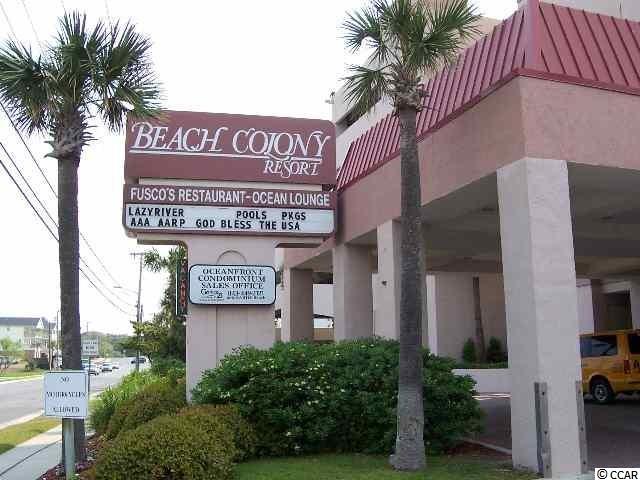 BEACH COLONY
RESORT
FUSCO'S RESTAURANT-OCEAN LOUNGE
LAZYRIVER POOLS PKGS
AAA AARP GOD BLESS THE USA
OCEANFRONT
CONDOMINIUM
SALES OFFICE
NO
MOTORCYCLES
ALLOWED
© CCAR